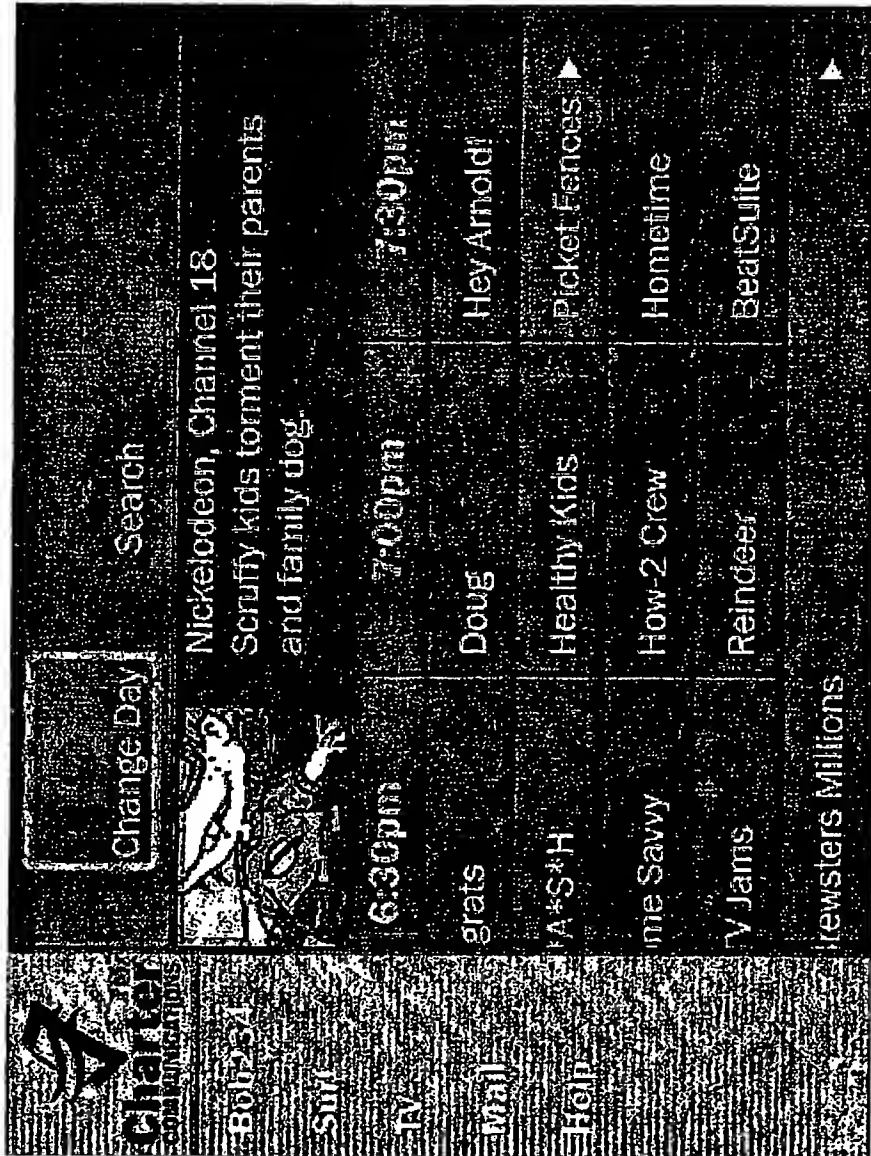 Charter
COMMUNICATIONS
Bob234
Surf
TV
Mail
Help
Change Day
Search
Nickelodeon, Channel 18
Scruffy kids torment their parents
and family dog.
6:30pm
7:00pm
7:30pm
grats
Doug
Hey Arnold!
*A*S*H
Healthy Kids
Picket Fences
me Savvy
How-2 Crew
Hometime
V Jams
Reindeer
BeatSuite
rewsters Millions